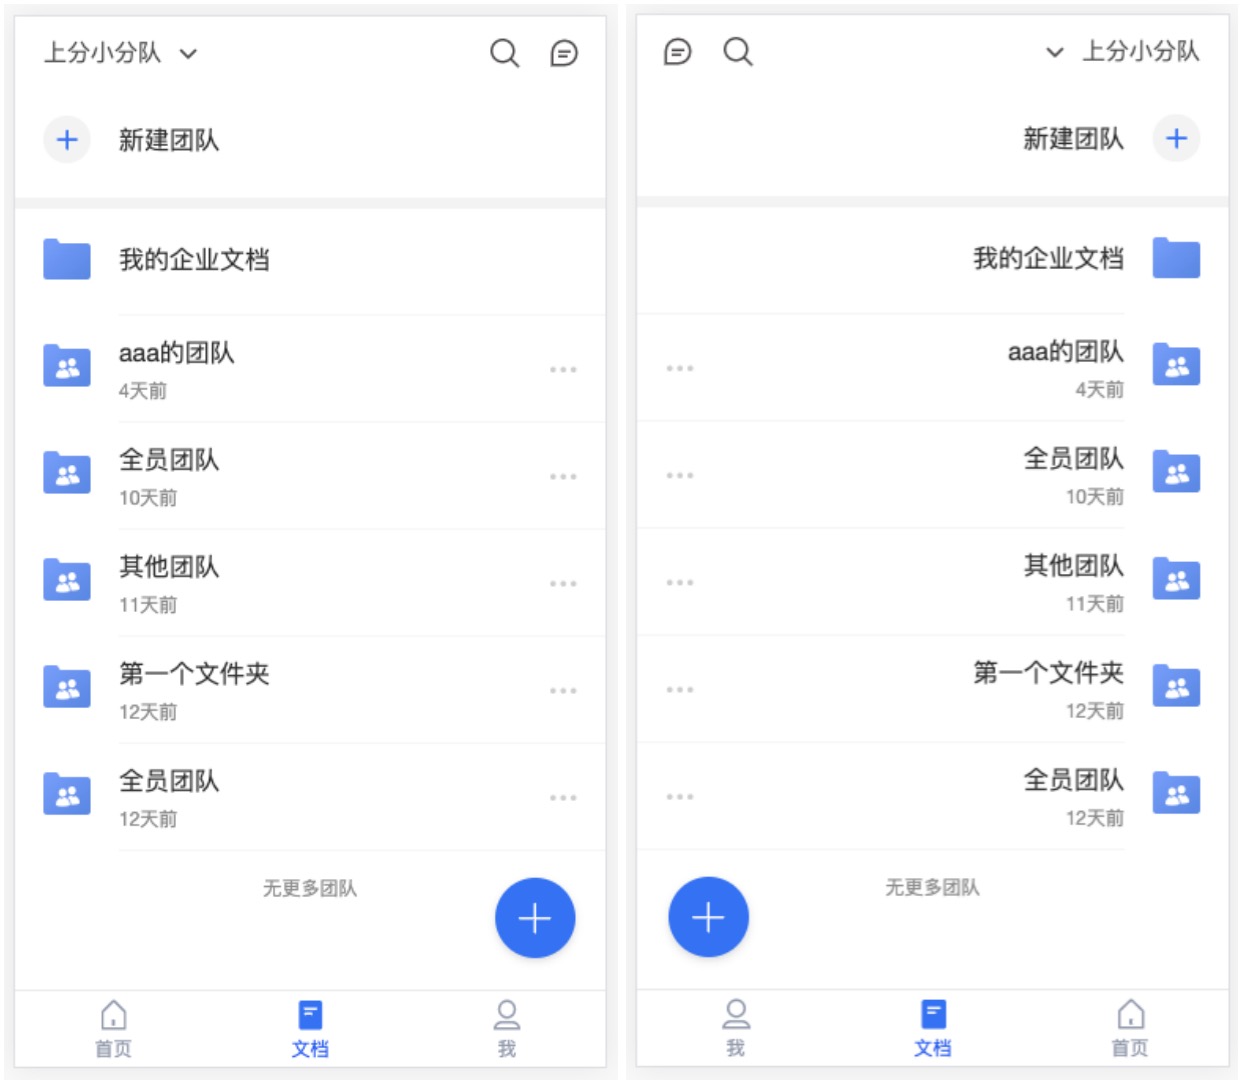 上分小分队
新建团队
我的企业文档
aaa的团队
4天前
全员团队
10天前
其他团队
11天前
第一个文件夹
12天前
全员团队
12天前
无更多团队
首页
文档
我
上分小分队
新建团队
我的企业文档
aaa的团队
4天前
全员团队
10天前
其他团队
11天前
第一个文件夹
12天前
全员团队
12天前
无更多团队
我
文档
首页